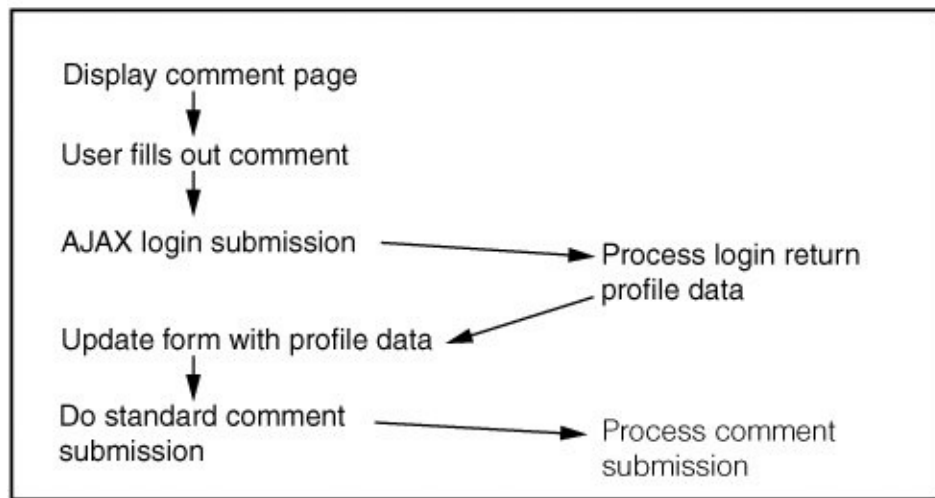 Display comment page
User fills out comment
AJAX login submission
Process login return
profile data
Update form with profile data
Do standard comment
submission
Process comment
submission